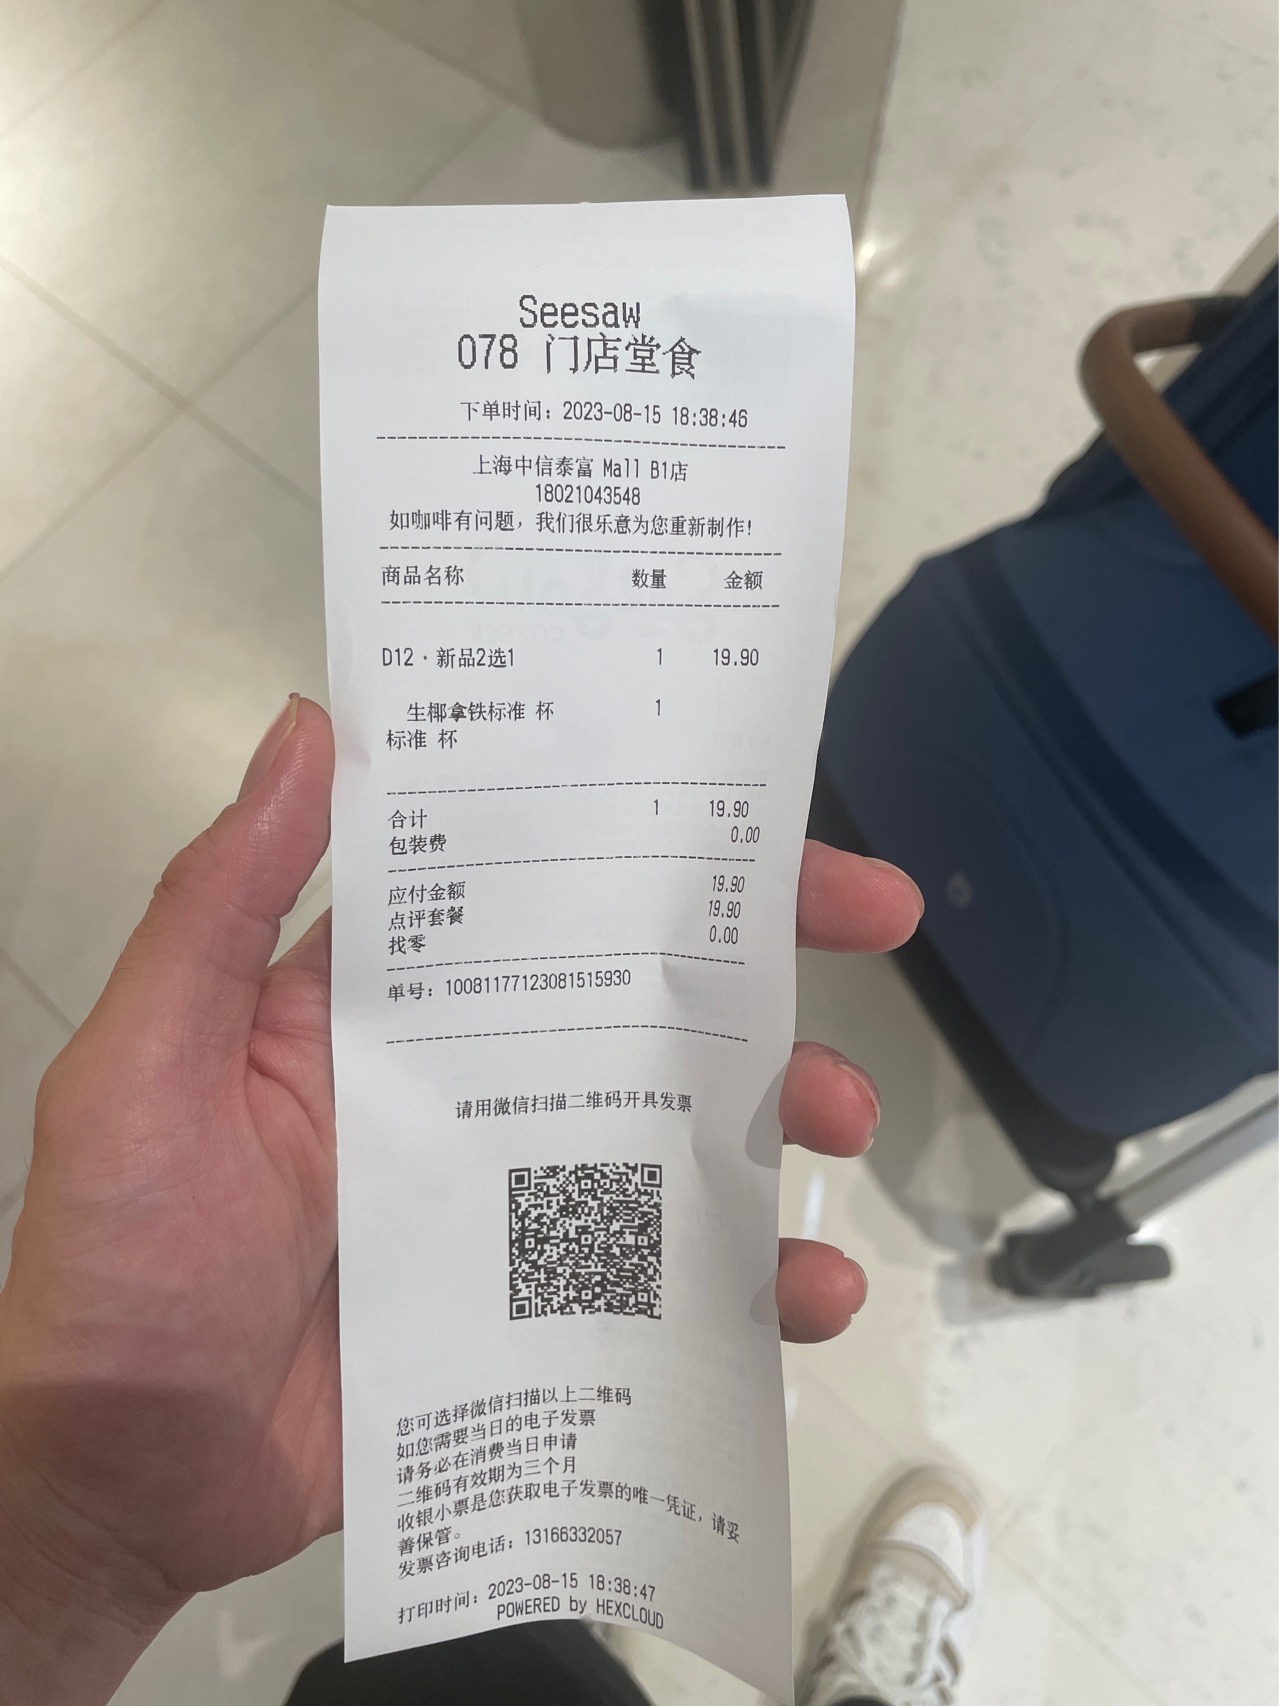 Seesaw
078 门店堂食
下单时间：2023-08-15 18:38:46
上海中信泰富 Mall B1店
18021043548
如咖啡有问题，我们很乐意为您重新制作！
商品名称 数量 金额
D12·新品2选1 1 19.90
生椰拿铁标准 杯 1
标准 杯
合计 1 19.90
包装费 0.00
应付金额 19.90
点评套餐 19.90
找零 0.00
单号：10081177123081515930
请用微信扫描二维码开具发票
您可选择微信扫描以上二维码
如您需要当日的电子发票
请务必在消费当日申请
二维码有效期为三个月
收银小票是您获取电子发票的唯一凭证，请妥
善保管。
发票咨询电话：13166332057
打印时间：2023-08-15 18:38:47
POWERED by HEXCLOUD